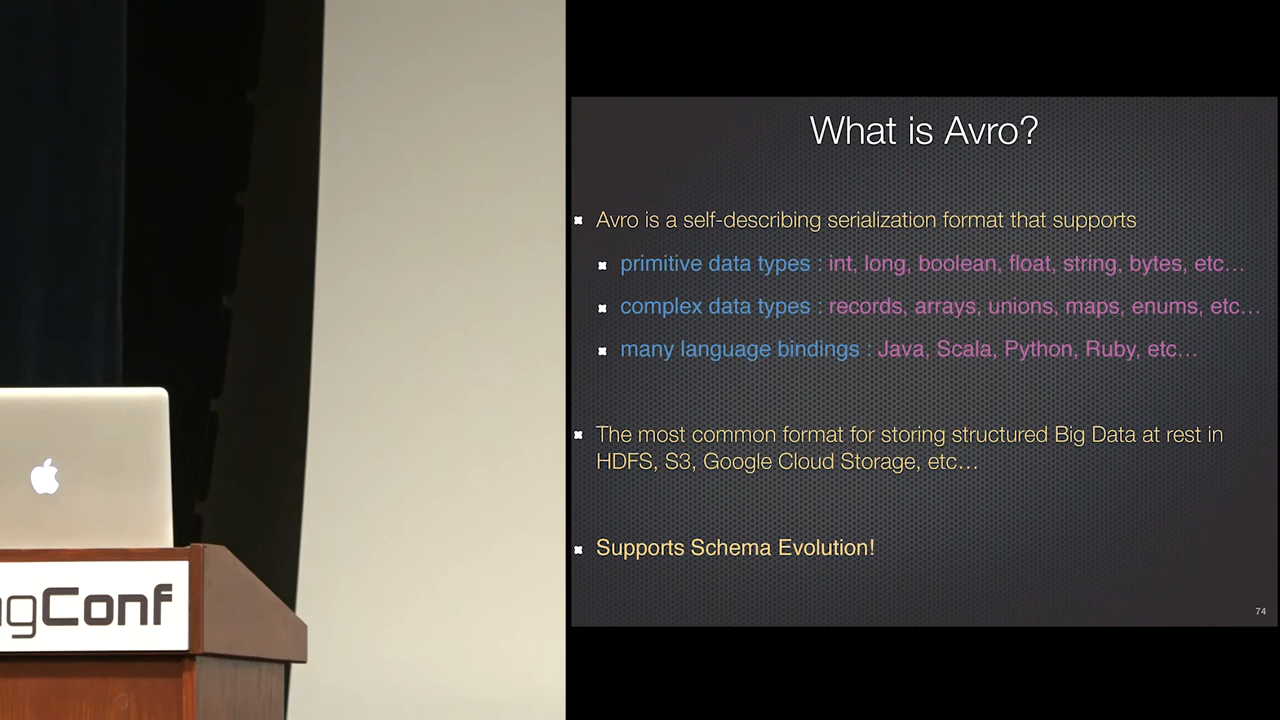 What is Avro?
Avro is a self-describing serialization format that supports
primitive data types : int, long, boolean, float, string, bytes, etc…
complex data types : records, arrays, unions, maps, enums, etc…
many language bindings : Java, Scala, Python, Ruby, etc…
The most common format for storing structured Big Data at rest in
HDFS, S3, Google Cloud Storage, etc…
Supports Schema Evolution!
74
gConf